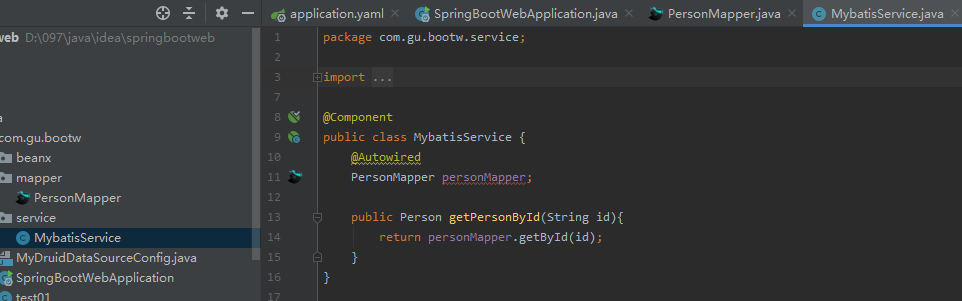 web D:\097\java\idea\springbootweb
com.gu.bootw
beanx
mapper
PersonMapper
service
MybatisService
MyDruidDataSourceConfig.java
SpringBootWebApplication
test01
application.yaml SpringBootWebApplication.java PersonMapper.java MybatisService.java
1 package com.gu.bootw.service;
2
3 import ...
7
8 @Component
9 public class MybatisService {
10 @Autowired
11 PersonMapper personMapper;
12
13 public Person getPersonById(String id){
14 return personMapper.getById(id);
15 }
16 }
17